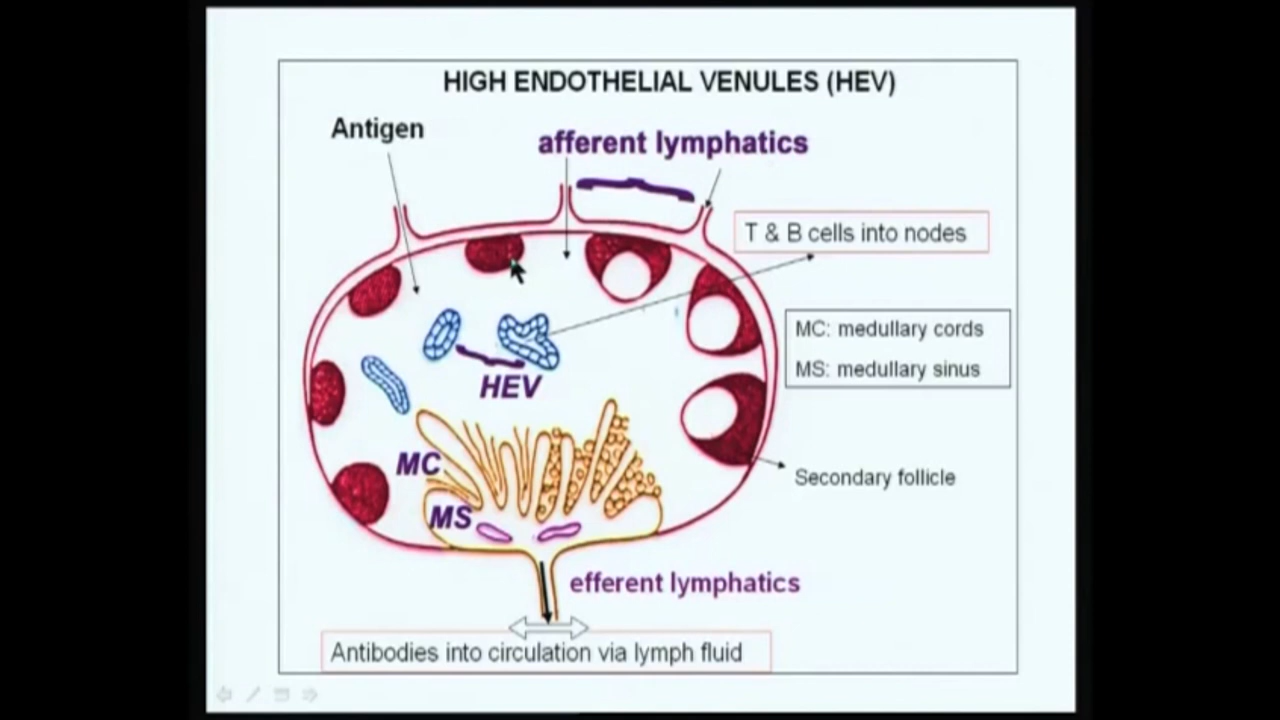 HIGH ENDOTHELIAL VENULES (HEV)
Antigen
afferent lymphatics
T & B cells into nodes
MC: medullary cords
MS: medullary sinus
HEV
MC
Secondary follicle
MS
efferent lymphatics
Antibodies into circulation via lymph fluid